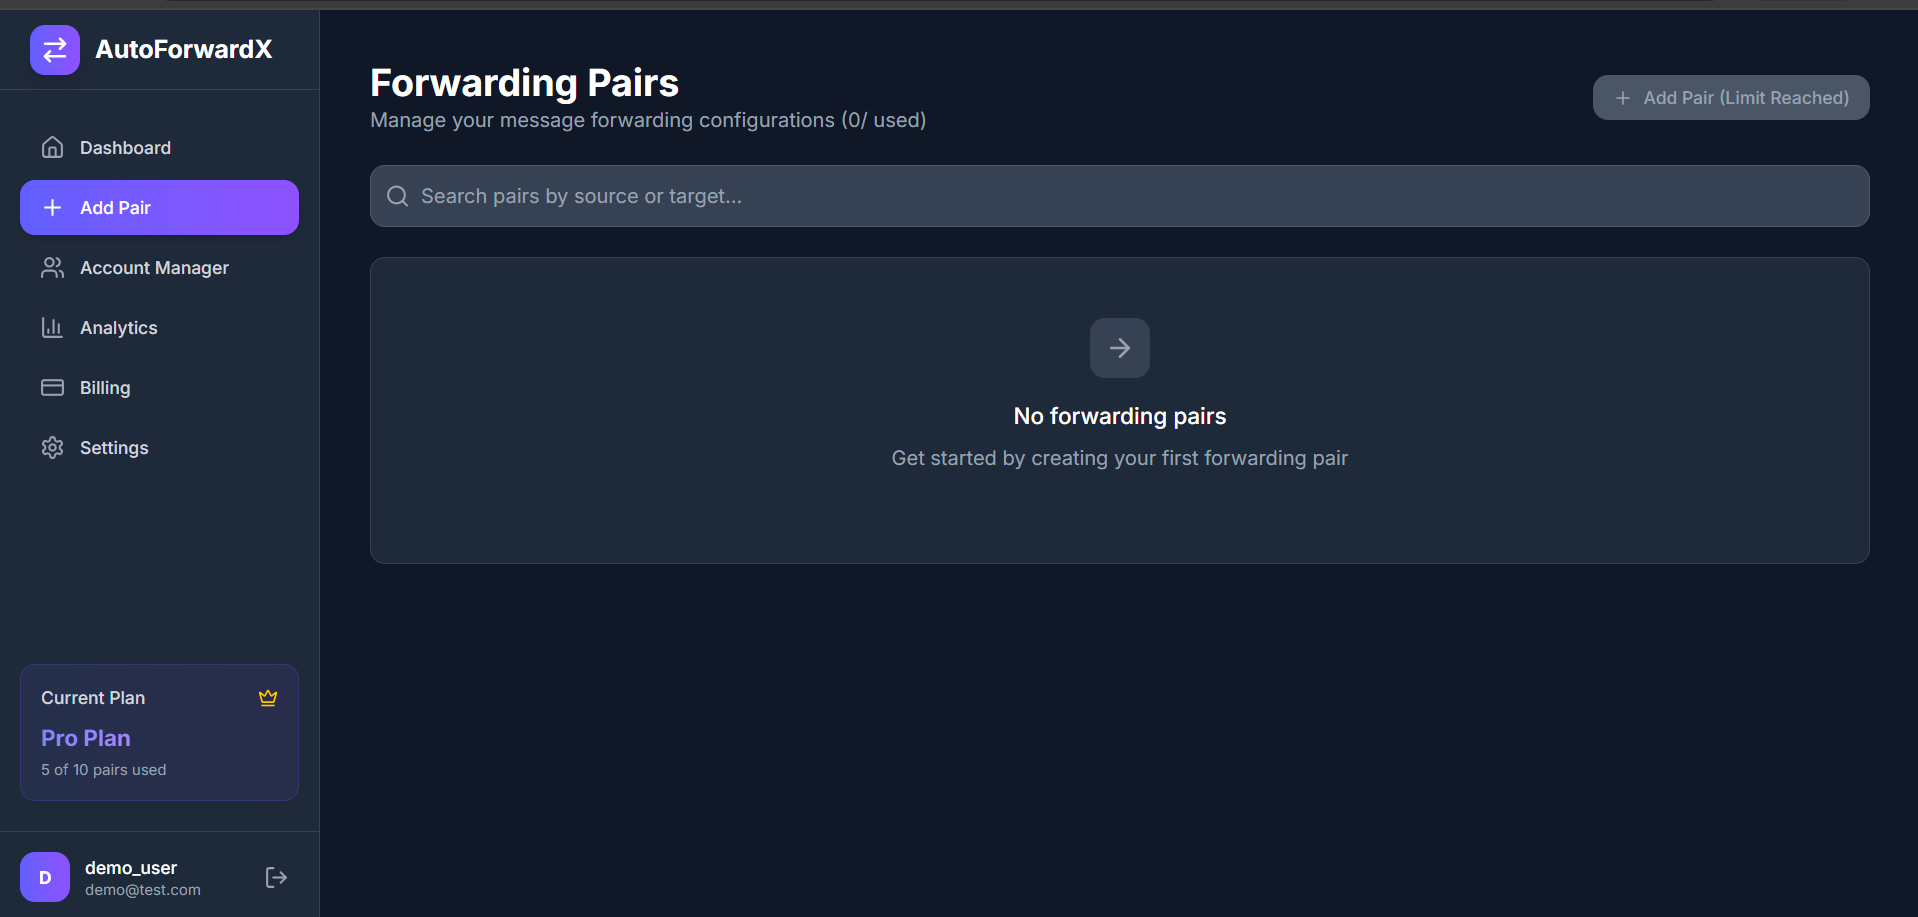 AutoForwardX
Dashboard
Add Pair
Account Manager
Analytics
Billing
Settings
Current Plan
Pro Plan
5 of 10 pairs used
D
demo_user
demo@test.com
Forwarding Pairs
Manage your message forwarding configurations (0/ used)
Add Pair (Limit Reached)
Search pairs by source or target...
No forwarding pairs
Get started by creating your first forwarding pair